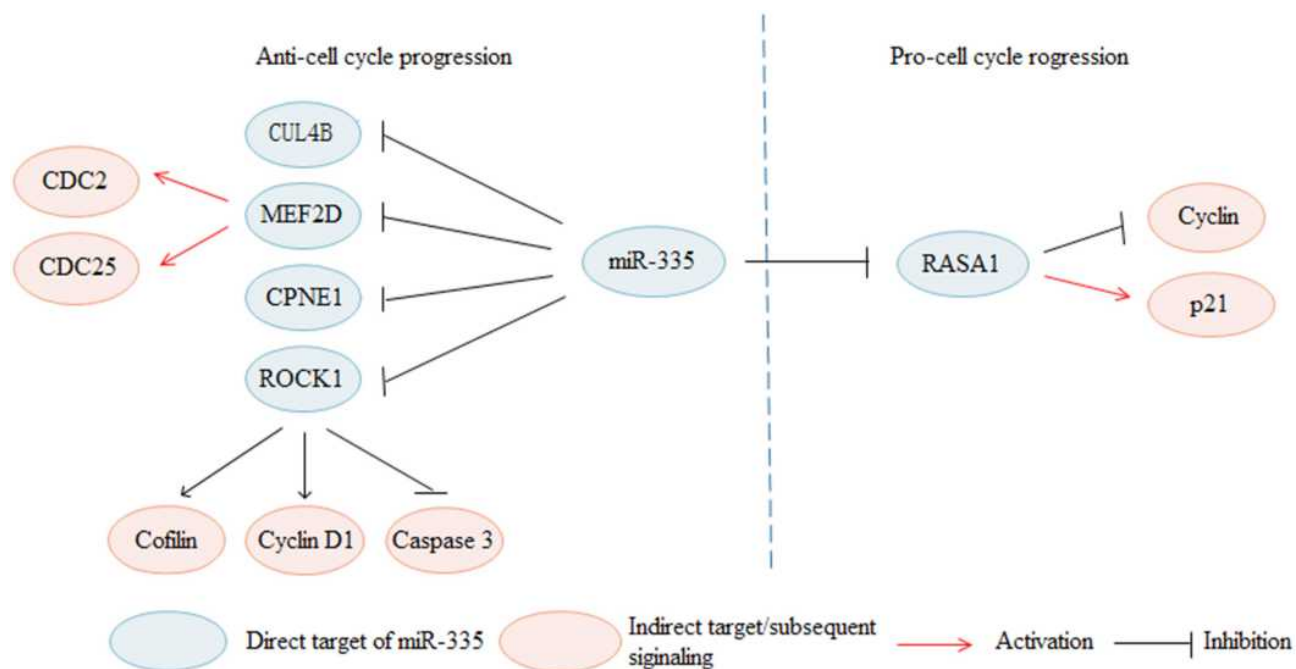 Anti-cell cycle progression
Pro-cell cycle rogression
CUL4B
CDC2
MEF2D
Cyclin
CDC25
miR-335
RASA1
CPNE1
p21
ROCK1
Cofilin
Cyclin D1
Caspase 3
Direct target of miR-335
Indirect target/subsequent
siginaling
Activation
Inhibition